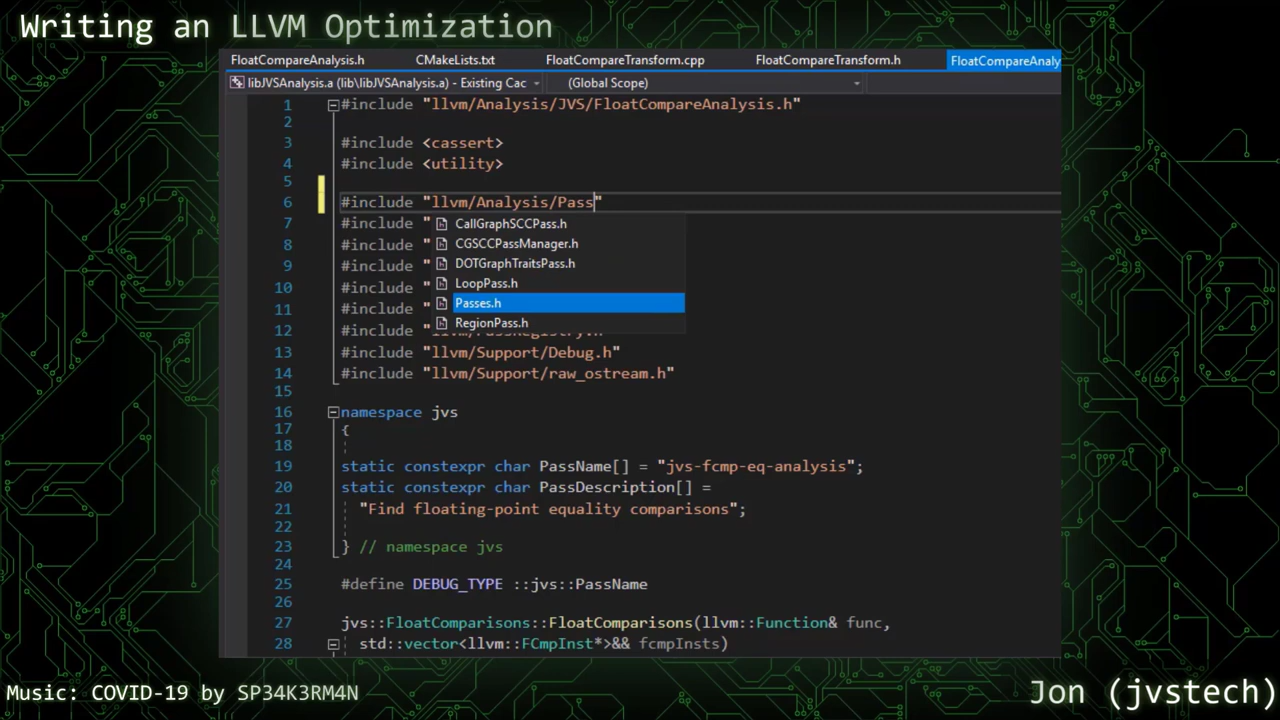 Writing an LLVM Optimization
FloatCompareAnalysis.h CMakeLists.txt FloatCompareTransform.cpp FloatCompareTransform.h FloatCompareAnaly
libJVSAnalysis.a (lib\libJVSAnalysis.a) - Existing Cac (Global Scope)
1 #include "llvm/Analysis/JVS/FloatCompareAnalysis.h"
2
3 #include <cassert>
4 #include <utility>
5
6 #include "llvm/Analysis/Pass"
7 #include " CallGraphSCCPass.h
8 #include " CGSCCPassManager.h
9 #include " DOTGraphTraitsPass.h
10 #include " LoopPass.h
11 #include " Passes.h
12 #include "llvm/PassRegistry.h" RegionPass.h
13 #include "llvm/Support/Debug.h"
14 #include "llvm/Support/raw_ostream.h"
15
16 namespace jvs
17 {
18
19 static constexpr char PassName[] = "jvs-fcmp-eq-analysis";
20 static constexpr char PassDescription[] =
21 "Find floating-point equality comparisons";
22
23 } // namespace jvs
24
25 #define DEBUG_TYPE ::jvs::PassName
26
27 jvs::FloatComparisons::FloatComparisons(llvm::Function& func,
28 std::vector<llvm::FCmpInst*>&& fcmpInsts)
Music: COVID-19 by SP34K3RM4N
Jon (jvstech)